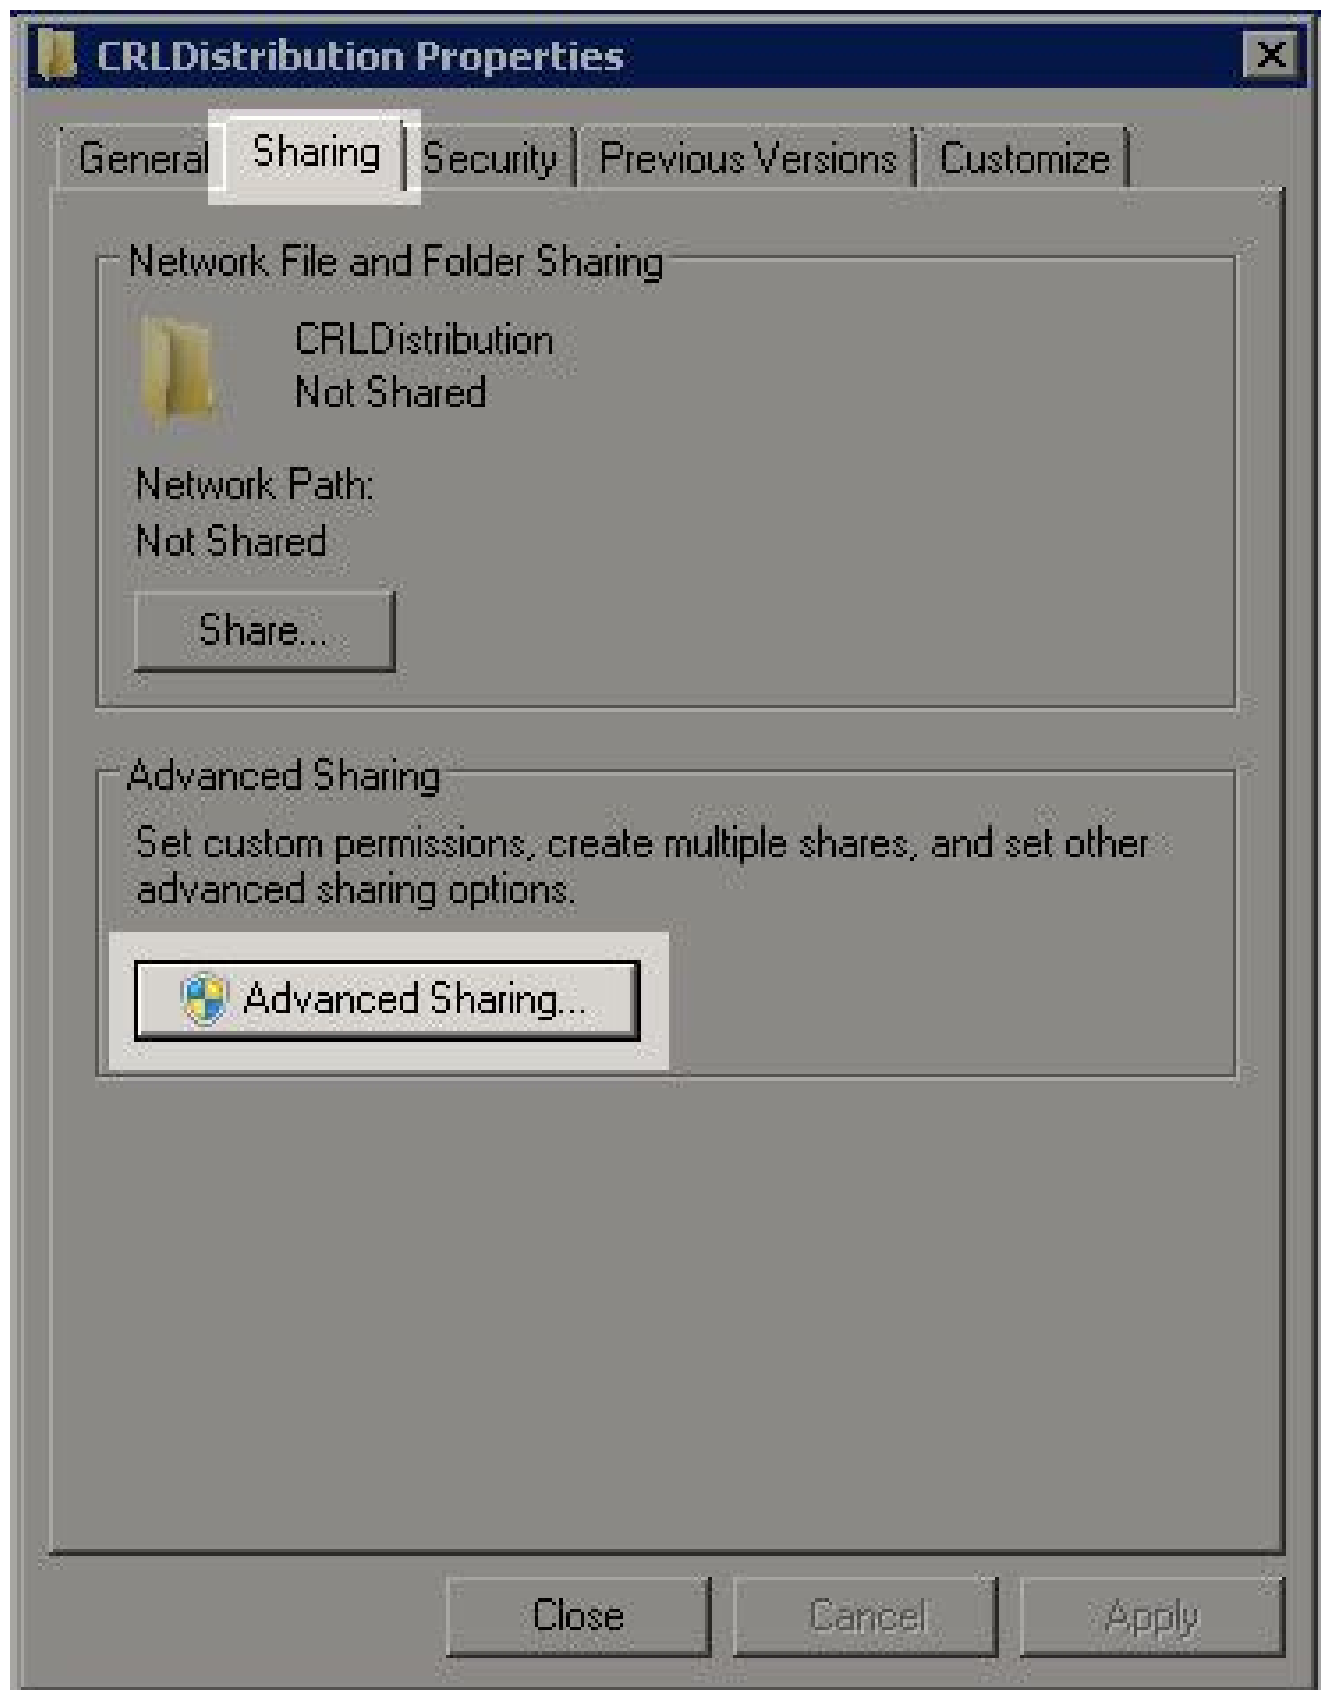 CRLDistribution Properties
General Sharing Security Previous Versions Customize
Network File and Folder Sharing
CRLDistribution
Not Shared
Network Path:
Not Shared
Share...
Advanced Sharing
Set custom permissions, create multiple shares, and set other
advanced sharing options.
Advanced Sharing...
Close Cancel Apply